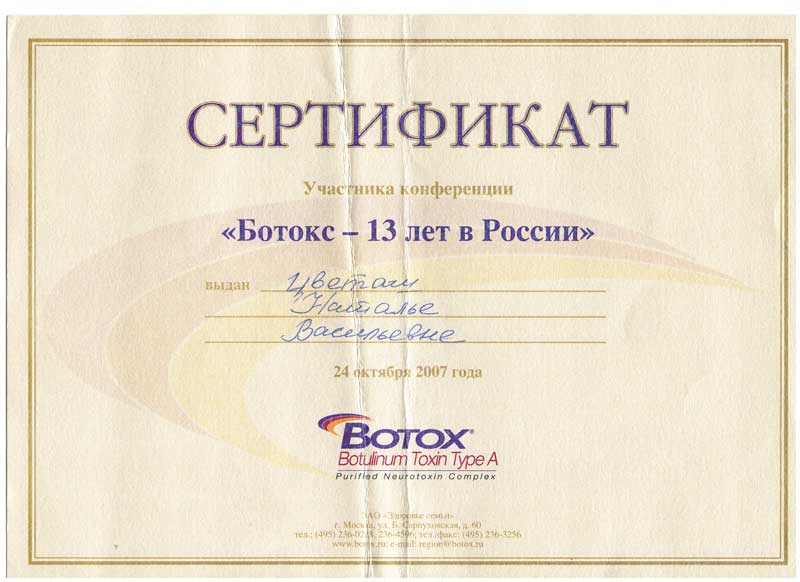 СЕРТИФИКАТ
Участника конференции
«Ботокс – 13 лет в России»
выдан Цветаш
Наталье
Васильевне
24 октября 2007 года
BOTOX®
Botulinum Toxin Type A
Purified Neurotoxin Complex
ЗАО «Здоровье семьи»
г. Москва, ул. Б. Серпуховская, д. 60
тел.: (495) 236-0228; 236-4596; тел./факс: (495) 236-3256
www.botox.ru; e-mail: region@botox.ru